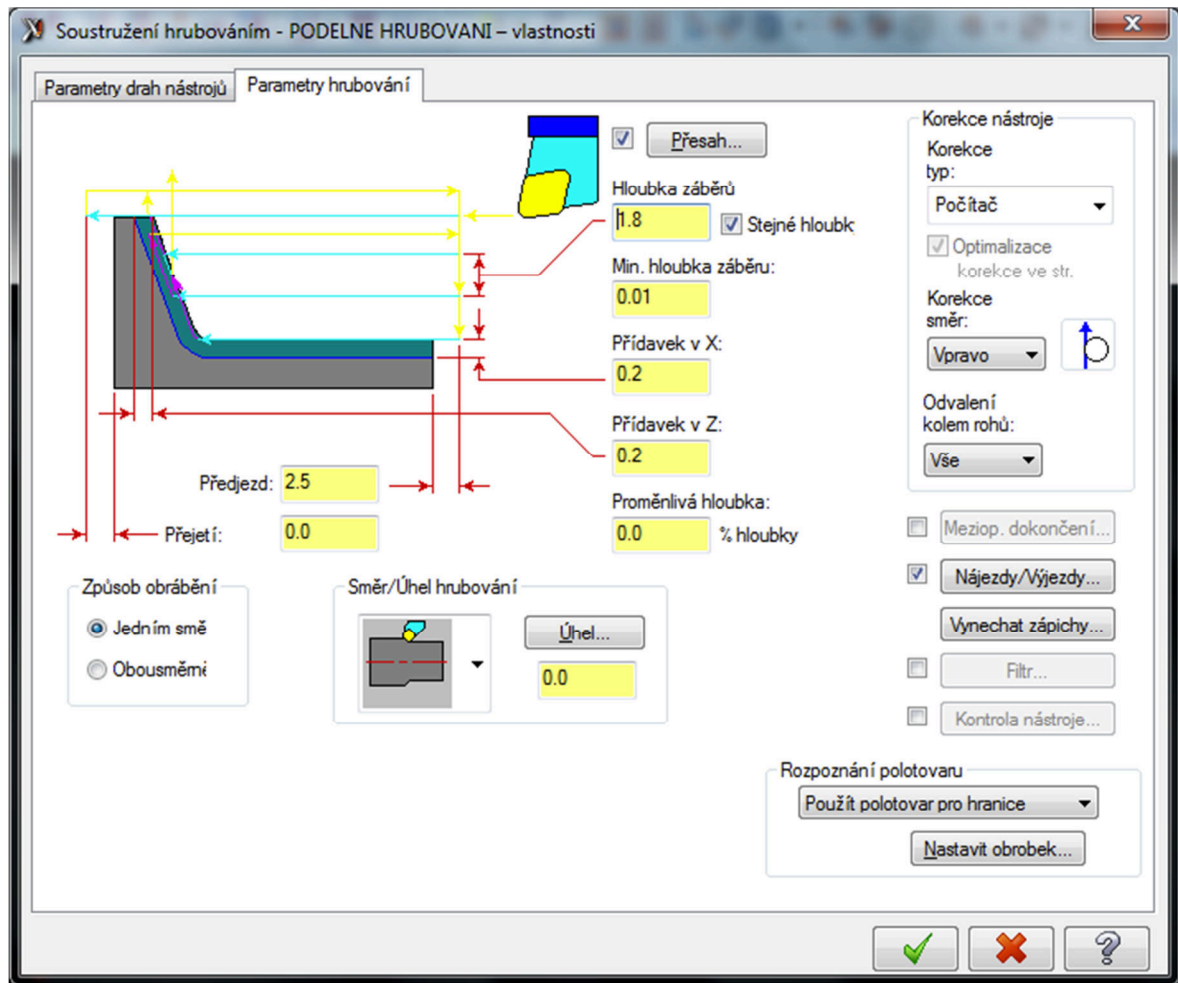 Soustružení hrubováním - PODELNE HRUBOVANI – vlastnosti
Parametry drah nástrojů
Parametry hrubování
Přesah...
Hloubka záběrů
1.8
Stejné hloubk
Min. hloubka záběru:
0.01
Přídavek v X:
0.2
Přídavek v Z:
0.2
Proměnlivá hloubka:
0.0
% hloubky
Předjezd:
2.5
Přejetí:
0.0
Způsob obrábění
Jedním smě
Obousměrně
Směr/Úhel hrubování
Úhel...
0.0
Korekce nástroje
Korekce
typ:
Počítač
Optimalizace
korekce ve str.
Korekce
směr:
Vpravo
Odvalení
kolem rohů:
Vše
Meziop. dokončení...
Nájezdy/Výjezdy...
Vynechat zápichy...
Filtr...
Kontrola nástroje...
Rozpoznání polotovaru
Použít polotovar pro hranice
Nastavit obrobek...